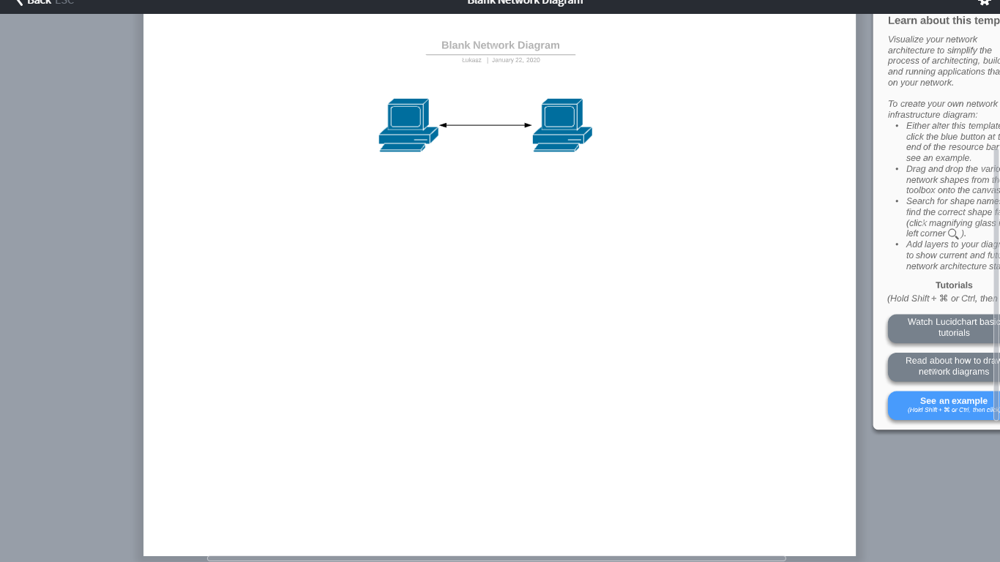 Back ESC
Blank Network Diagram
Blank Network Diagram
Łukasz | January 22, 2020
Learn about this temp
Visualize your network
architecture to simplify the
process of architecting, build
and running applications tha
on your network.
To create your own network
infrastructure diagram:
• Either alter this template
click the blue button at t
end of the resource bar
see an example.
• Drag and drop the vario
network shapes from the
toolbox onto the canvas
• Search for shape name
find the correct shape fa
(click magnifying glass
left corner ).
• Add layers to your diag
to show current and futu
network architecture sta
Tutorials
(Hold Shift + ⌘ or Ctrl, then
Watch Lucidchart basic
tutorials
Read about how to draw
network diagrams
See an example
(Hold Shift + ⌘ or Ctrl, then click